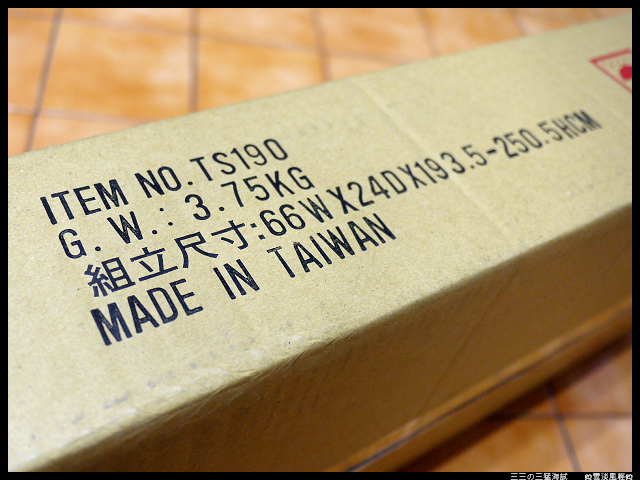 ITEM NO.TS190
G.W.: 3.75KG
組立尺寸:66WX24DX193.5-250.5HCM
MADE IN TAIWAN